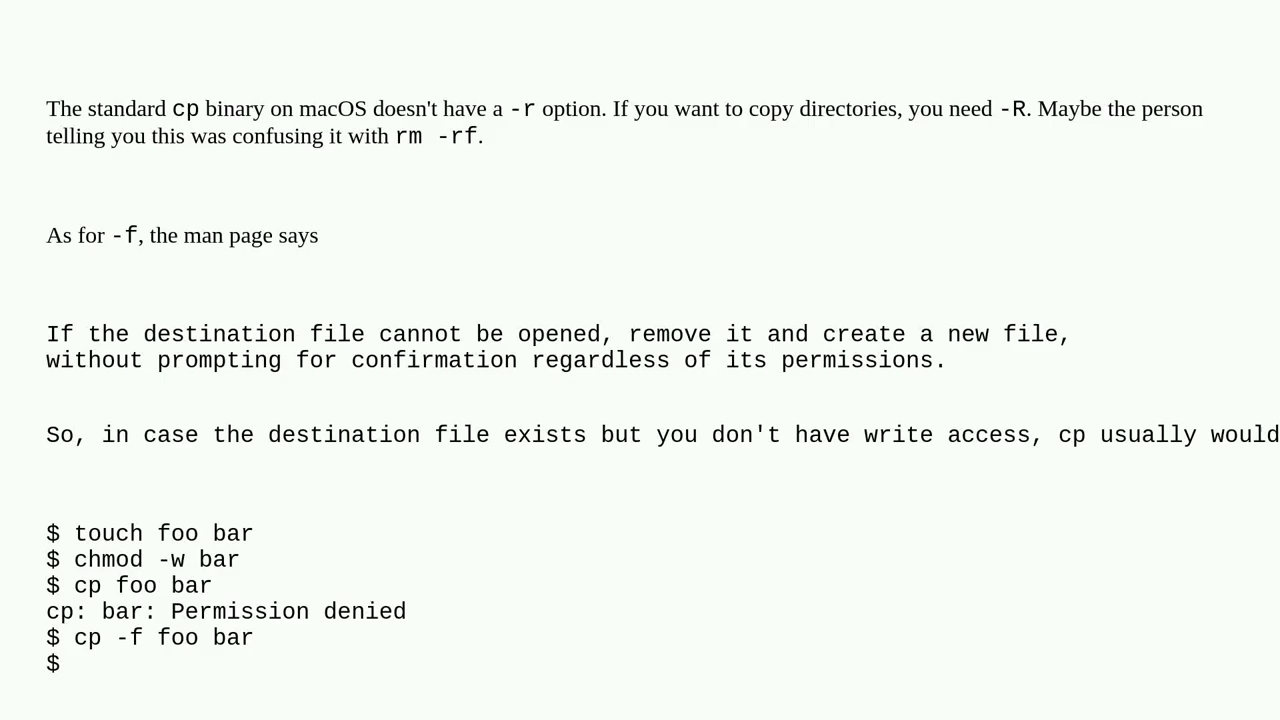 The standard cp binary on macOS doesn't have a -r option. If you want to copy directories, you need -R. Maybe the person
telling you this was confusing it with rm -rf.
As for -f, the man page says
If the destination file cannot be opened, remove it and create a new file,
without prompting for confirmation regardless of its permissions.
So, in case the destination file exists but you don't have write access, cp usually would
$ touch foo bar
$ chmod -w bar
$ cp foo bar
cp: bar: Permission denied
$ cp -f foo bar
$